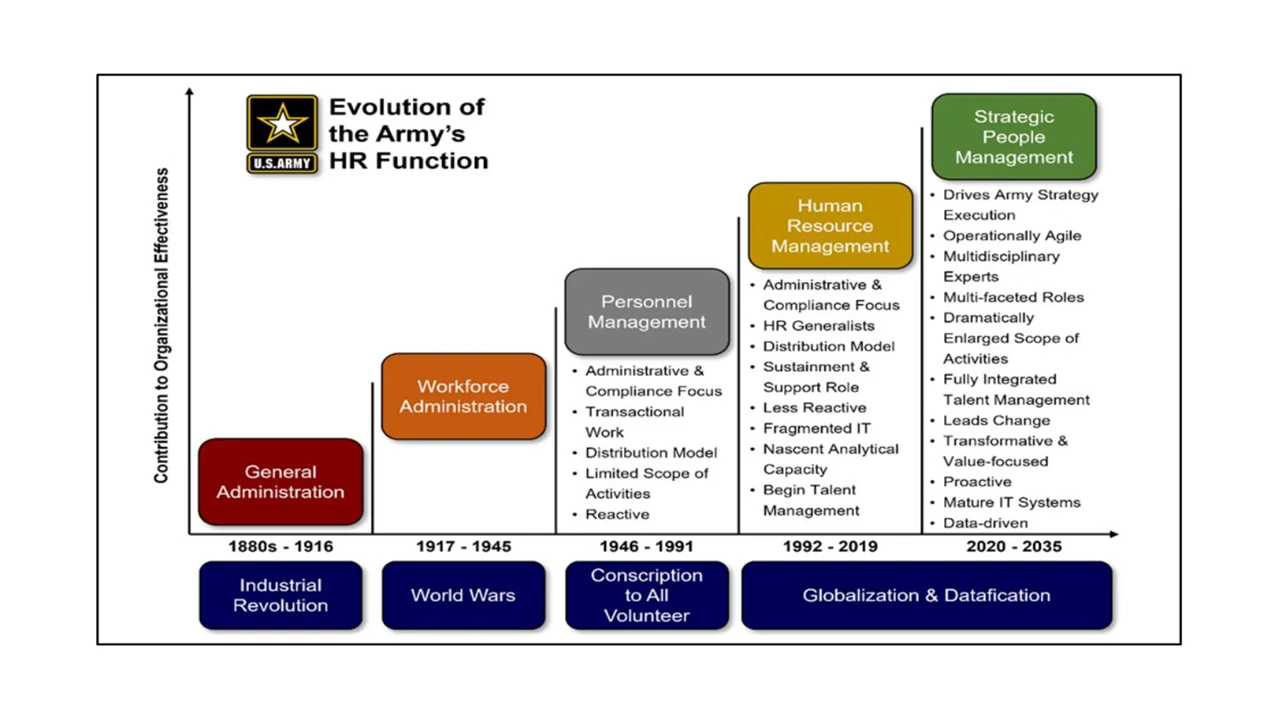 Evolution of
the Army's
HR Function
U.S.ARMY
Contribution to Organizational Effectiveness
General
Administration
Workforce
Administration
Personnel
Management
• Administrative &
Compliance Focus
• Transactional
Work
• Distribution Model
• Limited Scope of
Activities
• Reactive
Human
Resource
Management
• Administrative &
Compliance Focus
• HR Generalists
• Distribution Model
• Sustainment &
Support Role
• Less Reactive
• Fragmented IT
• Nascent Analytical
Capacity
• Begin Talent
Management
Strategic
People
Management
• Drives Army Strategy
Execution
• Operationally Agile
• Multidisciplinary
Experts
• Multi-faceted Roles
• Dramatically
Enlarged Scope of
Activities
• Fully Integrated
Talent Management
• Leads Change
• Transformative &
Value-focused
• Proactive
• Mature IT Systems
• Data-driven
1880s - 1916
1917 - 1945
1946 - 1991
1992 - 2019
2020 - 2035
Industrial
Revolution
World Wars
Conscription
to All
Volunteer
Globalization & Datafication